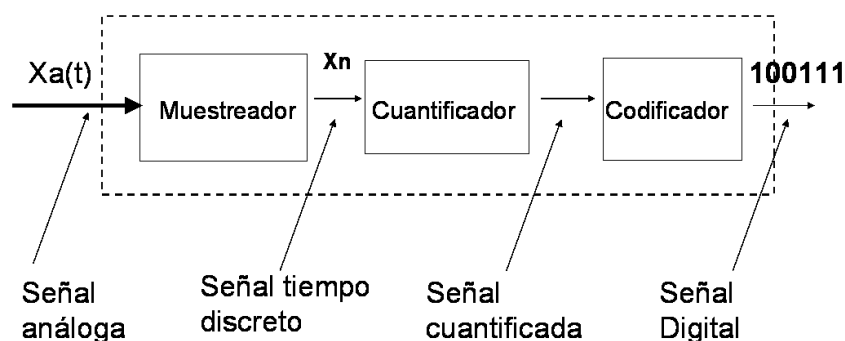 Xa(t)
Muestreador
Xn
Cuantificador
Codificador
100111
Señal
análoga
Señal tiempo
discreto
Señal
cuantificada
Señal
Digital